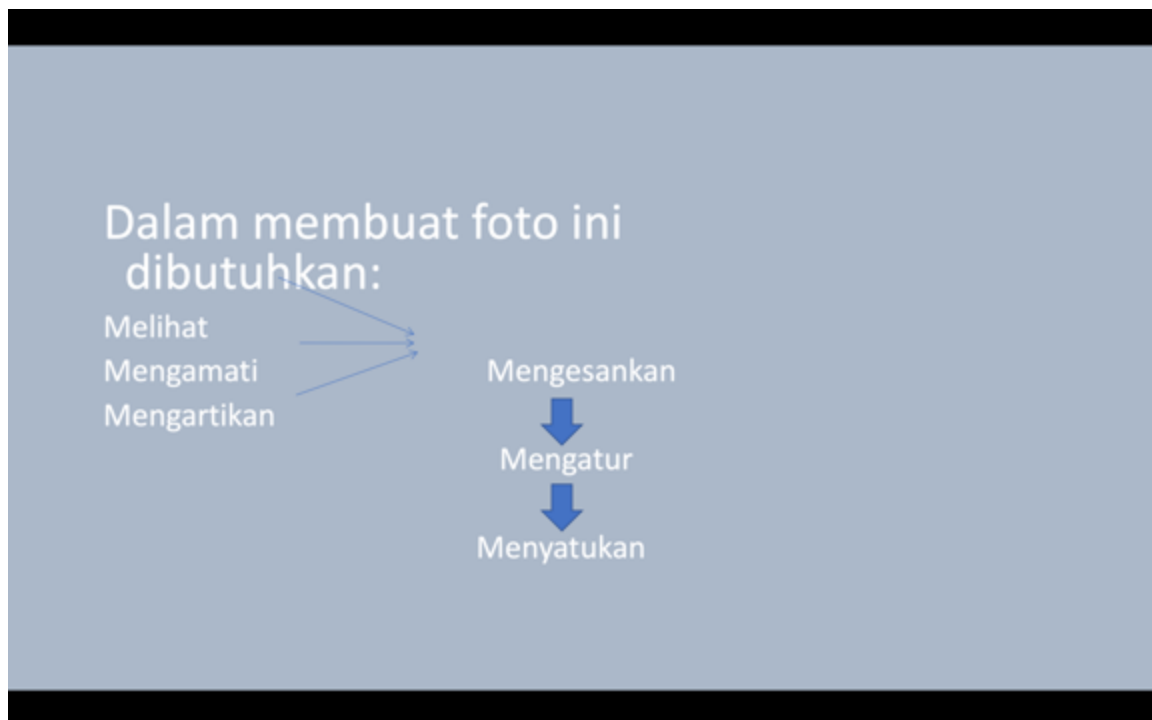 Dalam membuat foto ini
dibutuhkan:
Melihat
Mengamati
Mengartikan
Mengesankan
Mengatur
Menyatukan